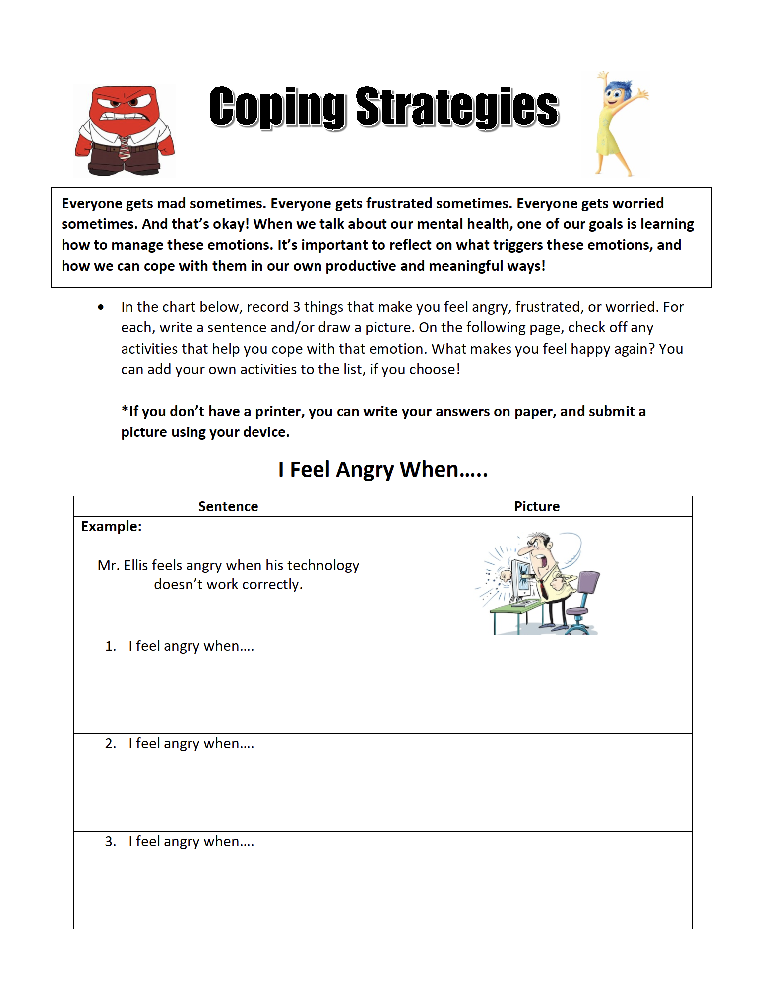 Coping Strategies
Everyone gets mad sometimes. Everyone gets frustrated sometimes. Everyone gets worried
sometimes. And that’s okay! When we talk about our mental health, one of our goals is learning
how to manage these emotions. It’s important to reflect on what triggers these emotions, and
how we can cope with them in our own productive and meaningful ways!
• In the chart below, record 3 things that make you feel angry, frustrated, or worried. For
each, write a sentence and/or draw a picture. On the following page, check off any
activities that help you cope with that emotion. What makes you feel happy again? You
can add your own activities to the list, if you choose!
*If you don’t have a printer, you can write your answers on paper, and submit a
picture using your device.
I Feel Angry When…..
Sentence
Picture
Example:
Mr. Ellis feels angry when his technology
doesn’t work correctly.
1. I feel angry when….
2. I feel angry when….
3. I feel angry when….